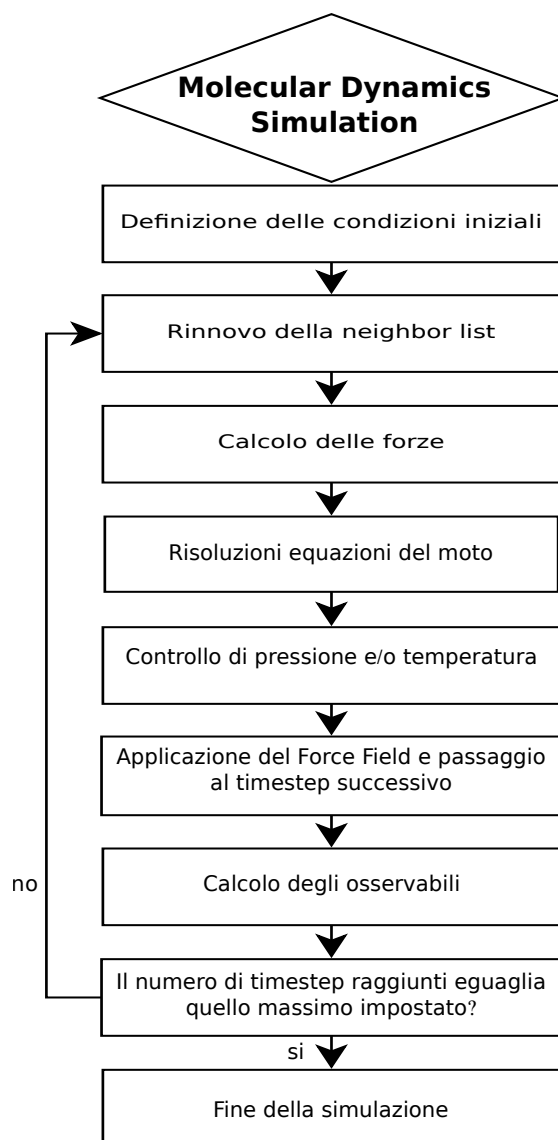 Molecular Dynamics
Simulation
Definizione delle condizioni iniziali
Rinnovo della neighbor list
Calcolo delle forze
Risoluzioni equazioni del moto
Controllo di pressione e/o temperatura
Applicazione del Force Field e passaggio
al timestep successivo
Calcolo degli osservabili
no
Il numero di timestep raggiunti eguaglia
quello massimo impostato?
si
Fine della simulazione